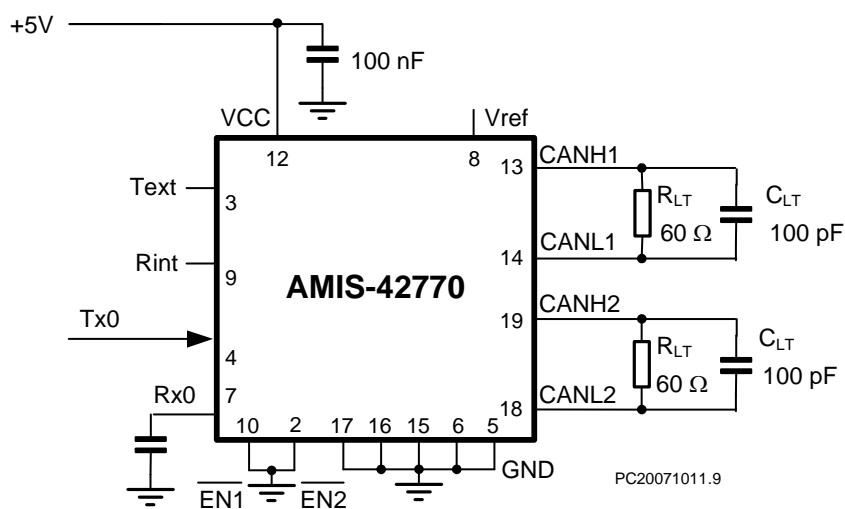 +5V
100 nF
VCC
Vref
12
8
13
CANH1
Text
3
RLT
60 Ω
CLT
100 pF
14
CANL1
Rint
9
AMIS-42770
19
CANH2
Tx0
4
RLT
60 Ω
CLT
100 pF
Rx0
7
18
CANL2
10
2
17
16
15
6
5
GND
EN1
EN2
PC20071011.9